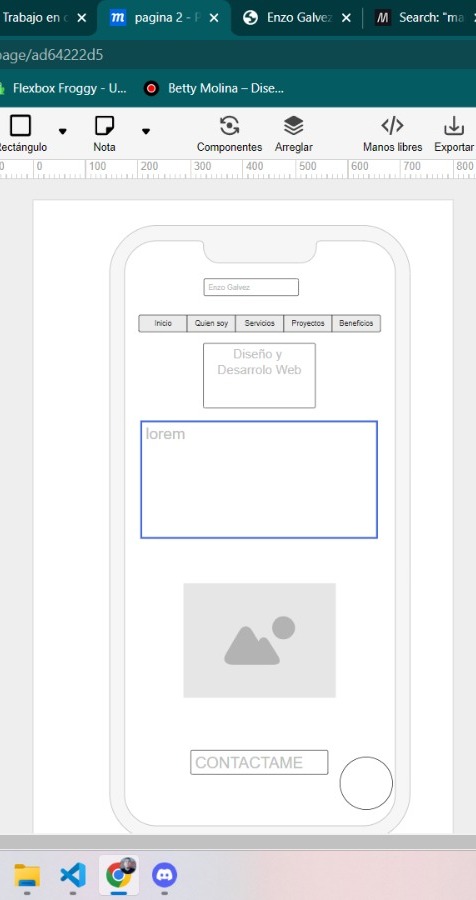 Trabajo en
pagina 2 - P
Enzo Galvez
Search: "ma
page/ad64222d5
Flexbox Froggy - U...
Betty Molina – Dise...
Rectángulo
Nota
Componentes
Arreglar
Manos libres
Exportar
0 100 200 300 400 500 600 700 800
Enzo Galvez
Inicio Quien soy Servicios Proyectos Beneficios
Diseño y
Desarrolo Web
lorem
CONTACTAME